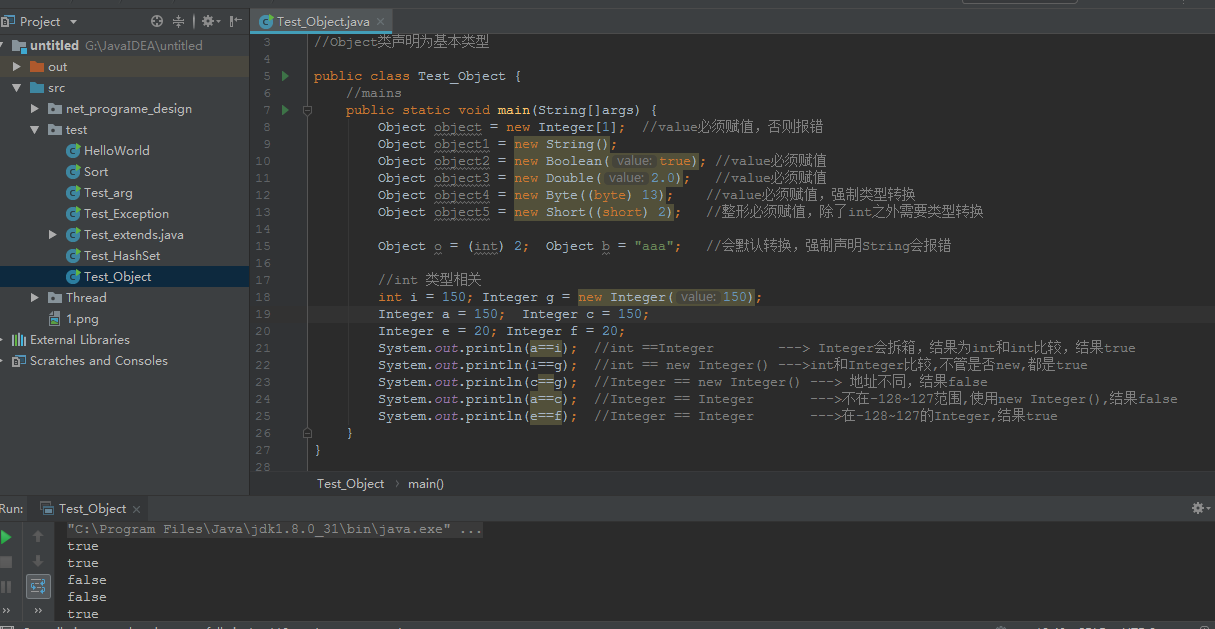 Project
untitled G:\JavaIDEA\untitled
out
src
net_programe_design
test
HelloWorld
Sort
Test_arg
Test_Exception
Test_extends.java
Test_HashSet
Test_Object
Thread
1.png
External Libraries
Scratches and Consoles
Test_Object.java
3 //Object类声明为基本类型
4
5 public class Test_Object {
6 //mains
7 public static void main(String[]args) {
8 Object object = new Integer[1]; //value必须赋值，否则报错
9 Object object1 = new String();
10 Object object2 = new Boolean( value: true); //value必须赋值
11 Object object3 = new Double( value: 2.0); //value必须赋值
12 Object object4 = new Byte((byte) 13); //value必须赋值，强制类型转换
13 Object object5 = new Short((short) 2); //整形必须赋值，除了int之外需要类型转换
14
15 Object o = (int) 2; Object b = "aaa"; //会默认转换，强制声明String会报错
16
17 //int 类型相关
18 int i = 150; Integer g = new Integer( value: 150);
19 Integer a = 150; Integer c = 150;
20 Integer e = 20; Integer f = 20;
21 System.out.println(a==i); //int ==Integer ---> Integer会拆箱，结果为int和int比较，结果true
22 System.out.println(i==g); //int == new Integer() --->int和Integer比较,不管是否new,都是true
23 System.out.println(c==g); //Integer == new Integer() ---> 地址不同，结果false
24 System.out.println(a==c); //Integer == Integer --->不在-128~127范围,使用new Integer(),结果false
25 System.out.println(e==f); //Integer == Integer --->在-128~127的Integer,结果true
26 }
27 }
28
Test_Object › main()
Run: Test_Object
"C:\Program Files\Java\jdk1.8.0_31\bin\java.exe" ...
true
true
false
false
true